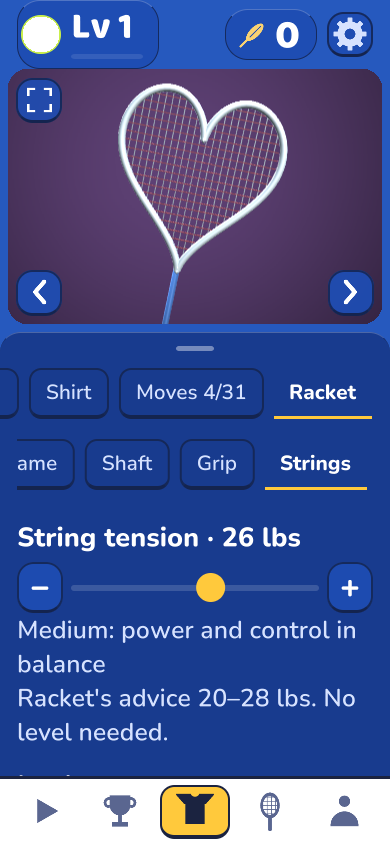 Lv 1
0
Shirt
Moves 4/31
Racket
ame
Shaft
Grip
Strings
String tension · 26 lbs
Medium: power and control in
balance
Racket's advice 20–28 lbs. No
level needed.